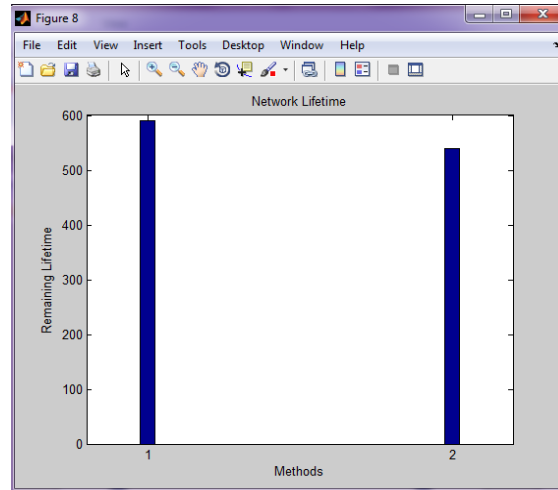 Figure 8
File Edit View Insert Tools Desktop Window Help
Network Lifetime
600
500
400
300
200
100
0
Remaining Lifetime
1 2
Methods